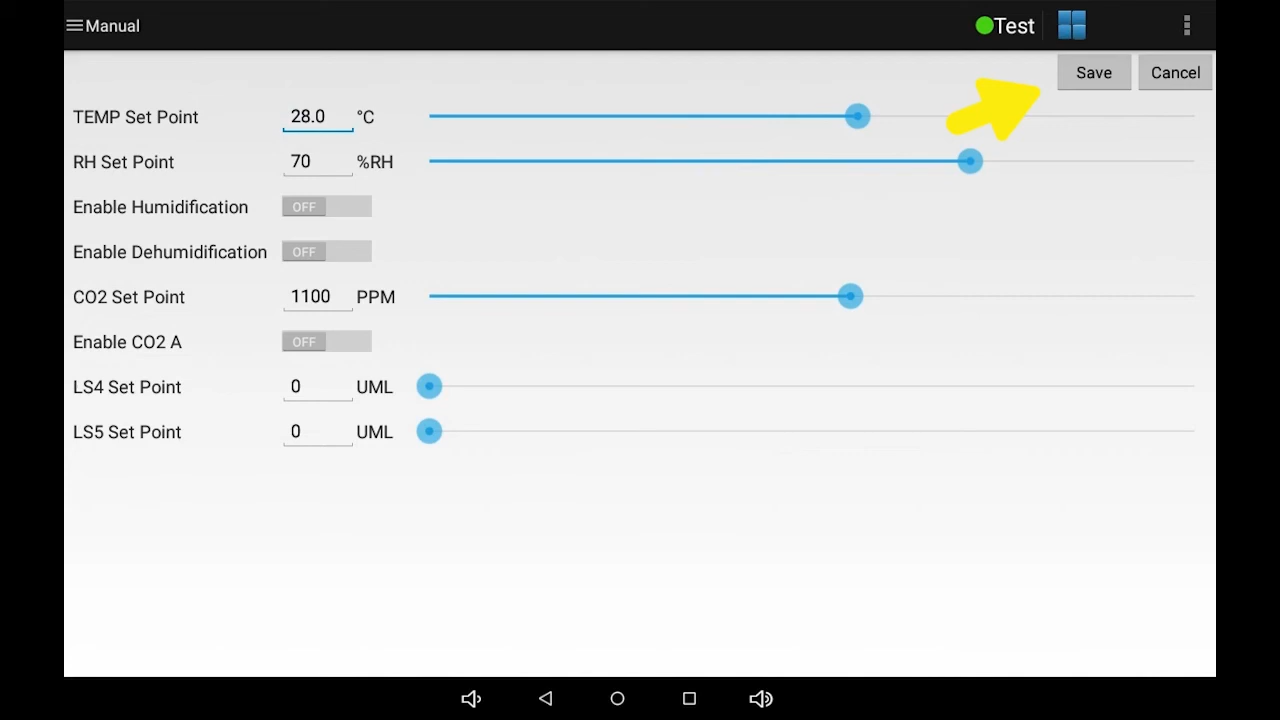 Manual
Test
Save Cancel
TEMP Set Point 28.0 °C
RH Set Point 70 %RH
Enable Humidification OFF
Enable Dehumidification OFF
CO2 Set Point 1100 PPM
Enable CO2 A OFF
LS4 Set Point 0 UML
LS5 Set Point 0 UML